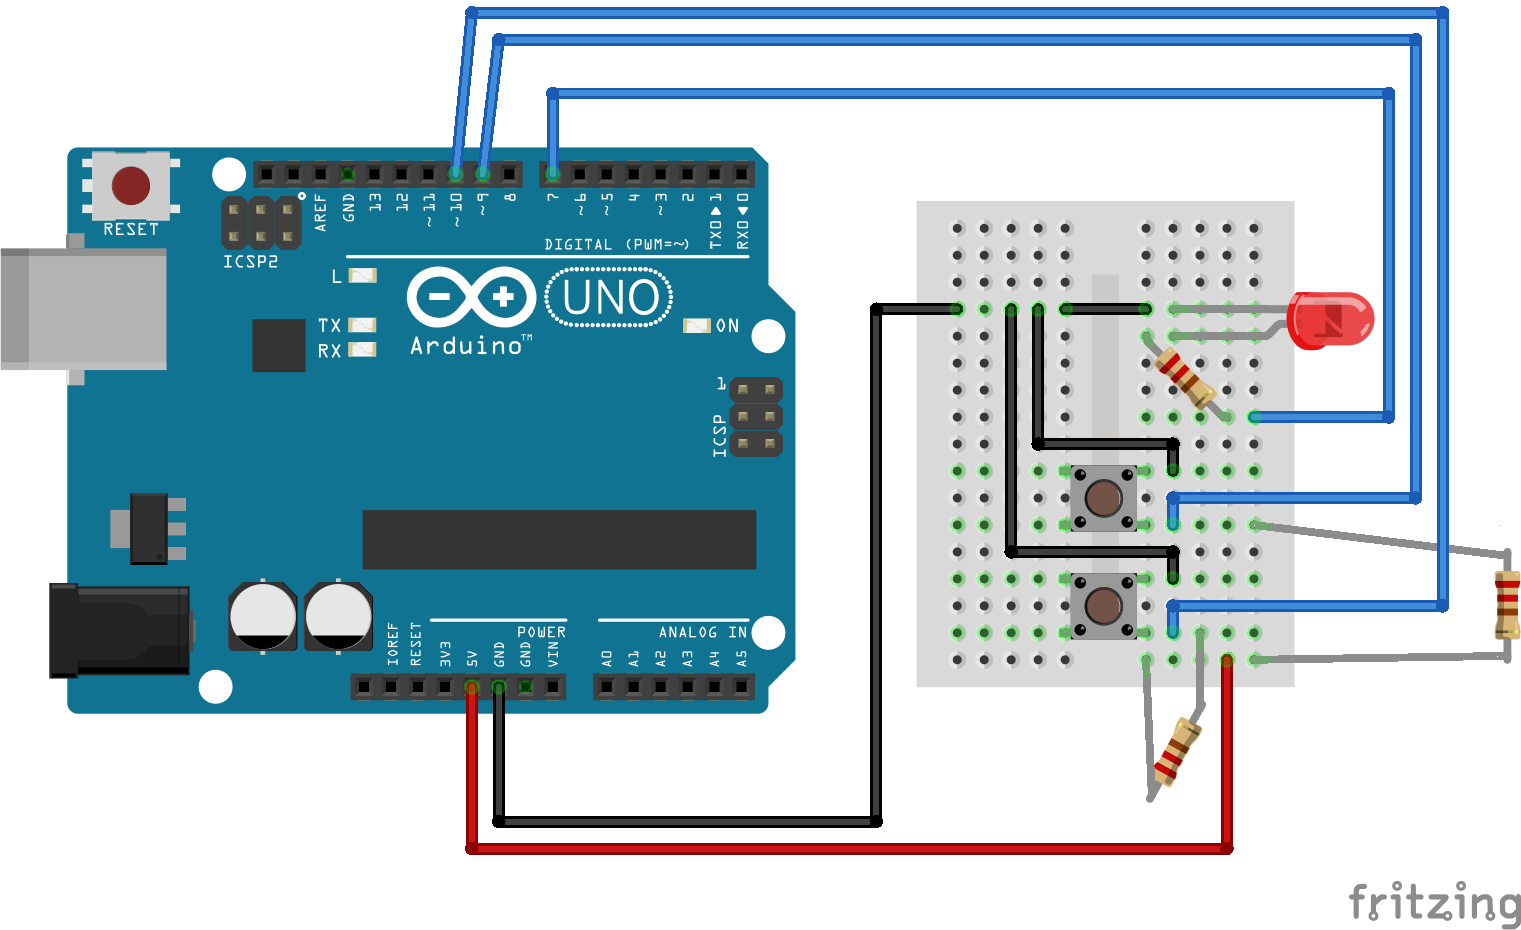 RESET
ICSP2
AREF
GND
13
12
~11
~10
~9
8
7
~6
~5
4
~3
2
TX0▶1
RX0◀0
DIGITAL (PWM=~)
L
TX
RX
UNO
Arduino™
ON
1
ICSP
IOREF
RESET
3V3
5V
GND
GND
VIN
POWER
ANALOG IN
A0
A1
A2
A3
A4
A5
fritzing